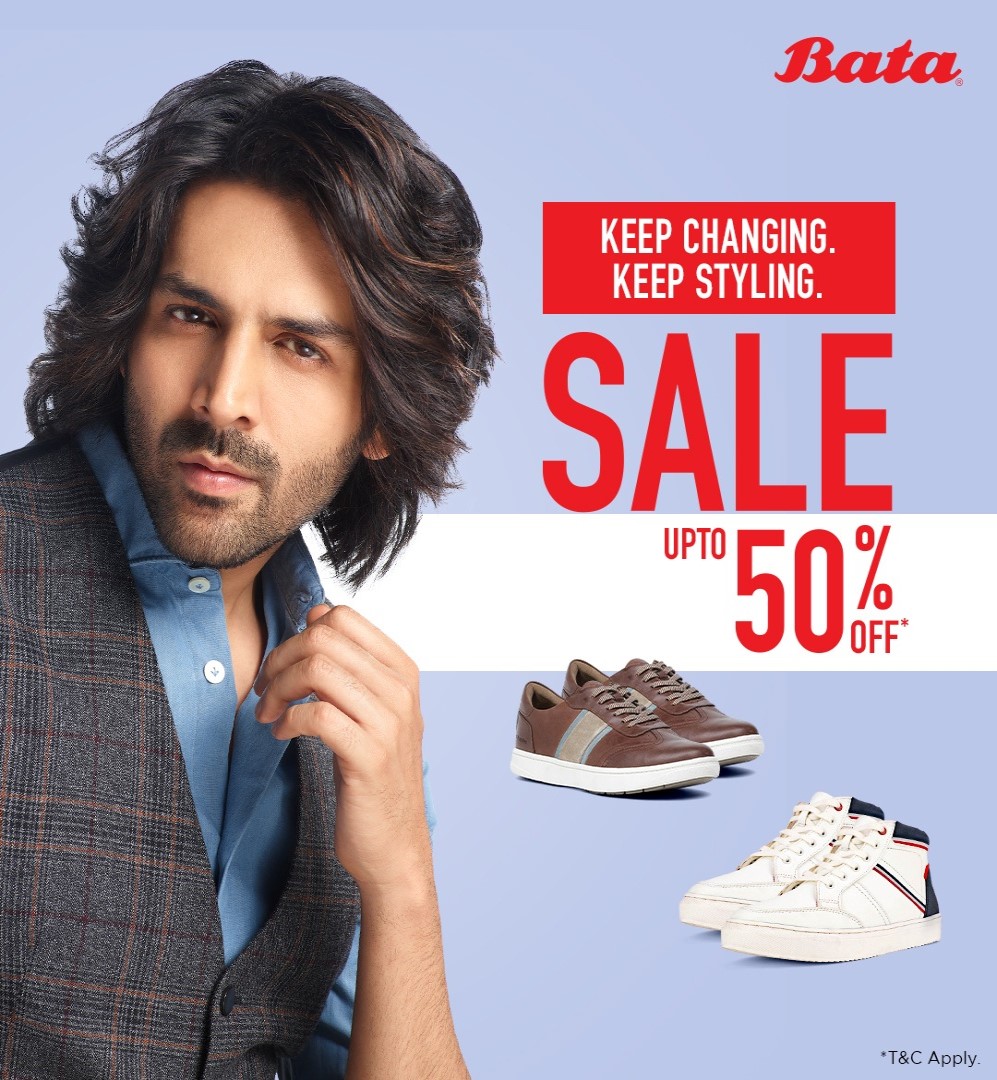 Bata®
KEEP CHANGING.
KEEP STYLING.
SALE
UPTO 50% OFF*
*T&C Apply.